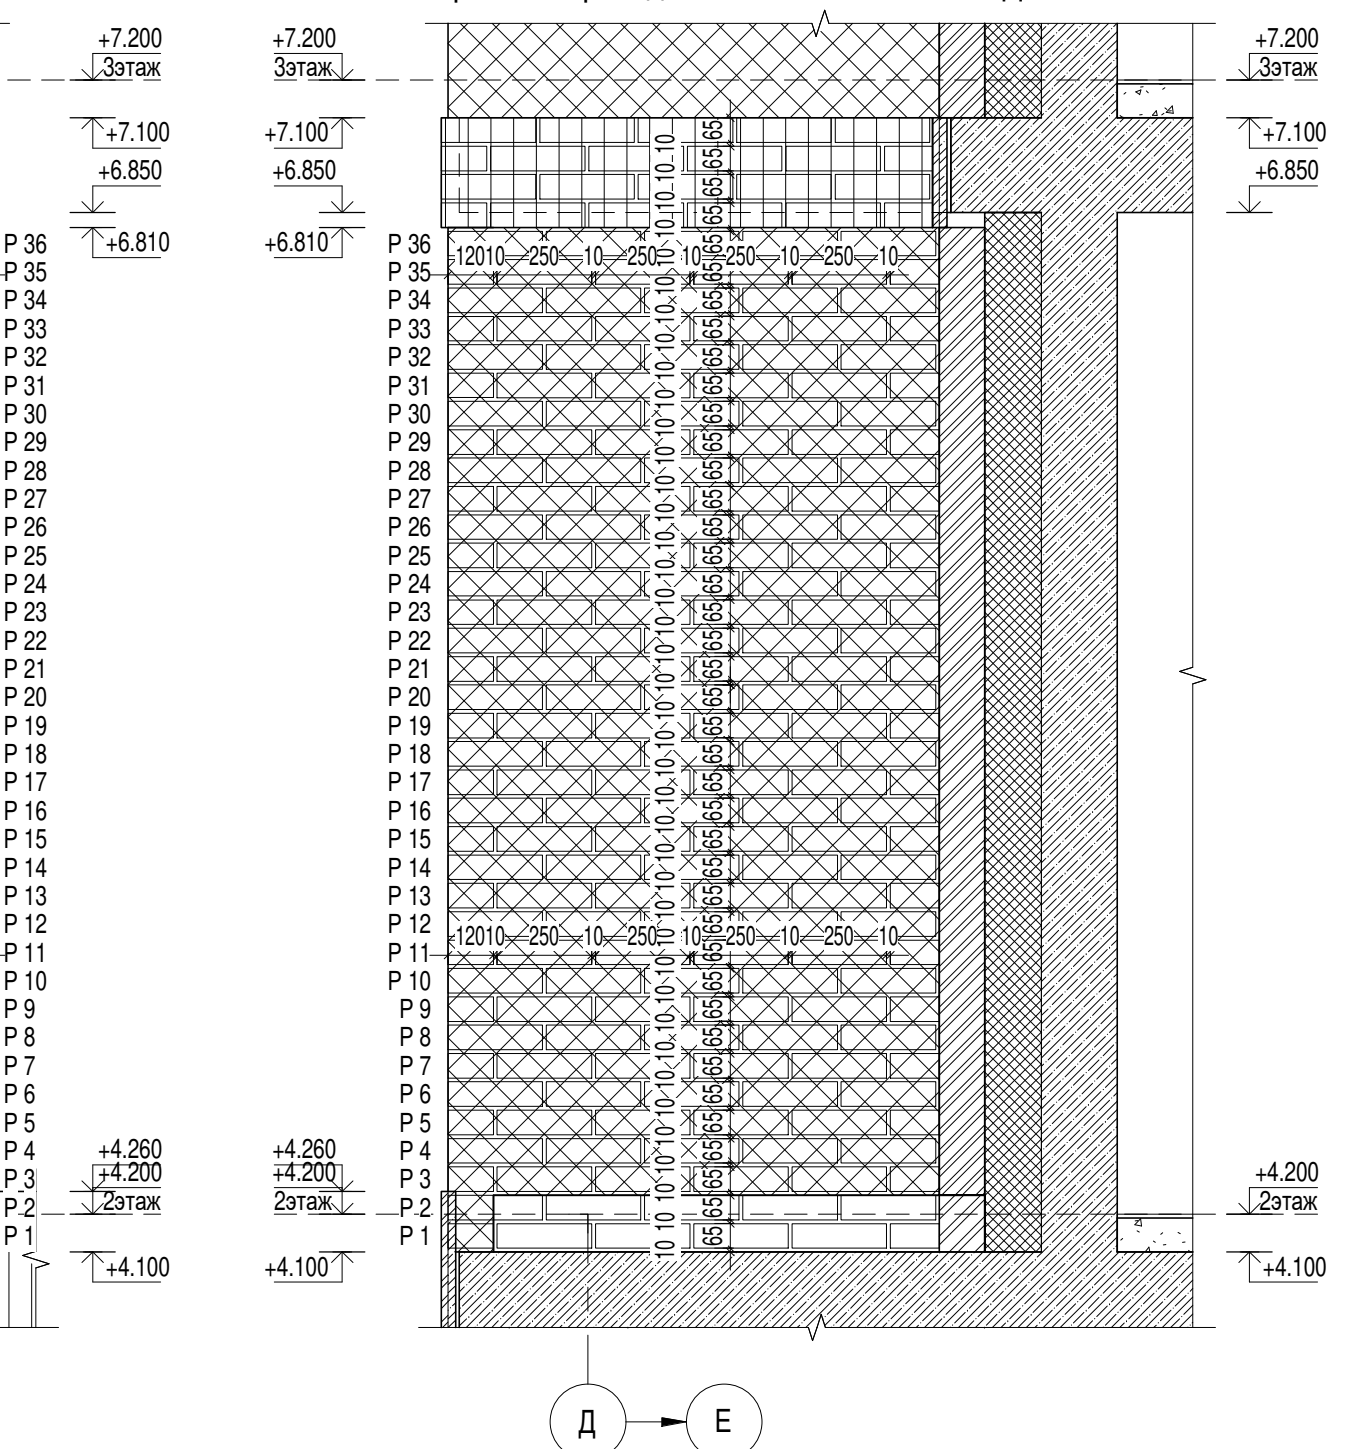 +7.200 +7.200 +7.200
3этаж 3этаж 3этаж
+7.100 +7.100 +7.100
+6.850 +6.850 +6.850
+6.810 +6.810
Р 36 Р 36
120 10 250 10 250 10 250 10 250 10
Р 35 Р 35
Р 34 Р 34
Р 33 Р 33
Р 32 Р 32
Р 31 Р 31
Р 30 Р 30
Р 29 Р 29
Р 28 Р 28
Р 27 Р 27
Р 26 Р 26
Р 25 Р 25
Р 24 Р 24
Р 23 Р 23
Р 22 Р 22
Р 21 Р 21
Р 20 Р 20
Р 19 Р 19
Р 18 Р 18
Р 17 Р 17
Р 16 Р 16
Р 15 Р 15
Р 14 Р 14
Р 13 Р 13
Р 12 Р 12
120 10 250 10 250 10 250 10 250 10
Р 11 Р 11
Р 10 Р 10
Р 9 Р 9
Р 8 Р 8
Р 7 Р 7
Р 6 Р 6
Р 5 Р 5
Р 4 +4.260 +4.260 Р 4
Р 3 +4.200 +4.200 Р 3 +4.200
Р 2 2этаж 2этаж Р 2 2этаж
Р 1 Р 1
+4.100 +4.100 +4.100
Д Е